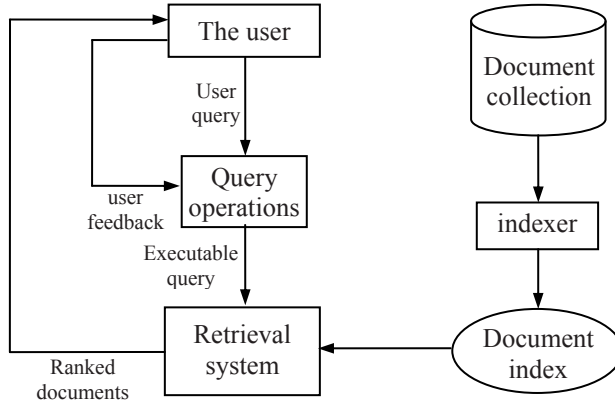 The user
User
query
user
feedback
Query
operations
Executable
query
Retrieval
system
Ranked
documents
Document
collection
indexer
Document
index